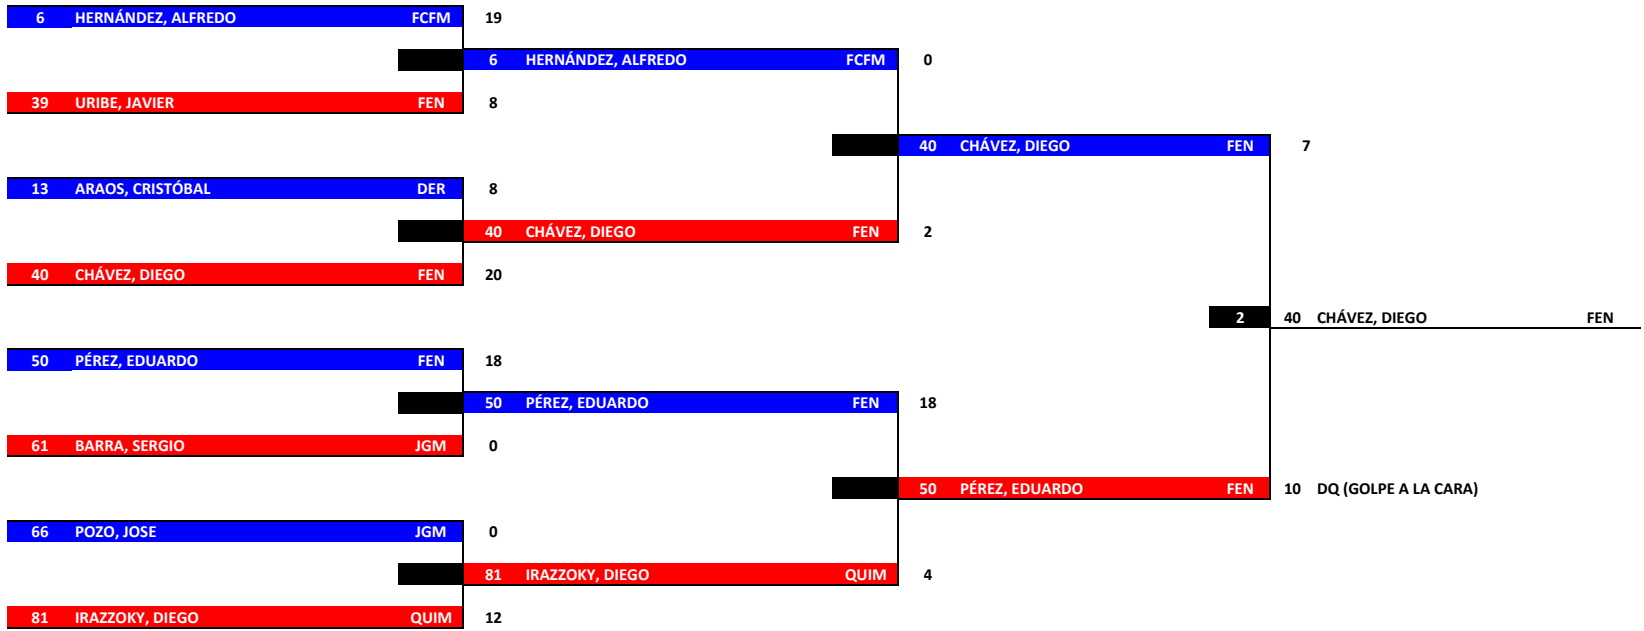 6 HERNÁNDEZ, ALFREDO FCFM 19
6 HERNÁNDEZ, ALFREDO FCFM 0
39 URIBE, JAVIER FEN 8
40 CHÁVEZ, DIEGO FEN 7
13 ARAOS, CRISTÓBAL DER 8
40 CHÁVEZ, DIEGO FEN 2
40 CHÁVEZ, DIEGO FEN 20
2 40 CHÁVEZ, DIEGO FEN
50 PÉREZ, EDUARDO FEN 18
50 PÉREZ, EDUARDO FEN 18
61 BARRA, SERGIO JGM 0
50 PÉREZ, EDUARDO FEN 10 DQ (GOLPE A LA CARA)
66 POZO, JOSE JGM 0
81 IRAZZOKY, DIEGO QUIM 4
81 IRAZZOKY, DIEGO QUIM 12